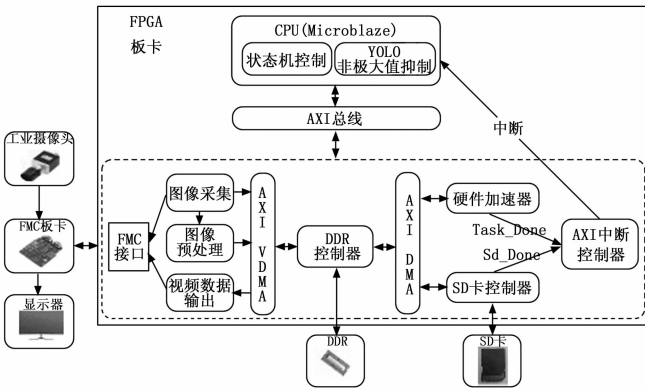 FPGA
板卡
CPU(Microblaze)
状态机控制
YOLO
非极大值抑制
AXI总线
中断
工业摄像头
FMC板卡
显示器
FMC
接口
图像采集
图像
预处理
视频数据
输出
AXI VDMA
DDR
控制器
AXI DMA
硬件加速器
Task_Done
Sd_Done
SD卡控制器
AXI中断
控制器
DDR
SD卡